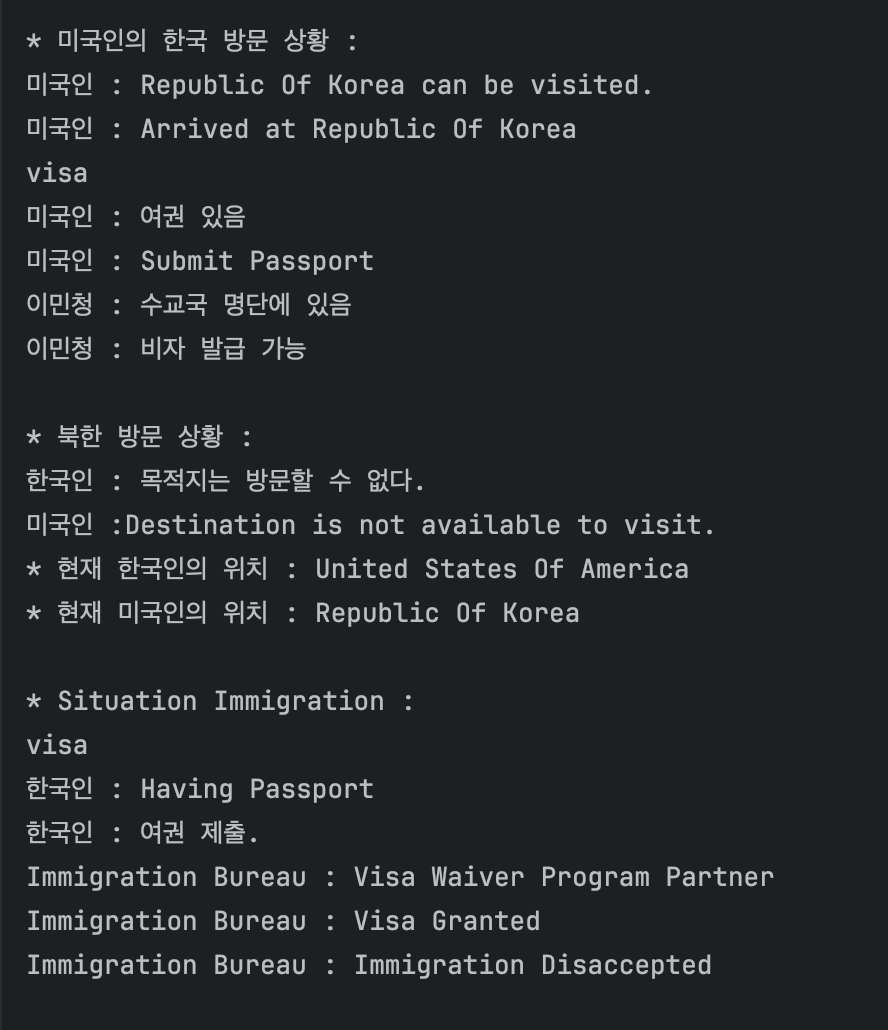 * 미국인의 한국 방문 상황 :
미국인 : Republic Of Korea can be visited.
미국인 : Arrived at Republic Of Korea
visa
미국인 : 여권 있음
미국인 : Submit Passport
이민청 : 수교국 명단에 있음
이민청 : 비자 발급 가능
* 북한 방문 상황 :
한국인 : 목적지는 방문할 수 없다.
미국인 :Destination is not available to visit.
* 현재 한국인의 위치 : United States Of America
* 현재 미국인의 위치 : Republic Of Korea
* Situation Immigration :
visa
한국인 : Having Passport
한국인 : 여권 제출.
Immigration Bureau : Visa Waiver Program Partner
Immigration Bureau : Visa Granted
Immigration Bureau : Immigration Disaccepted